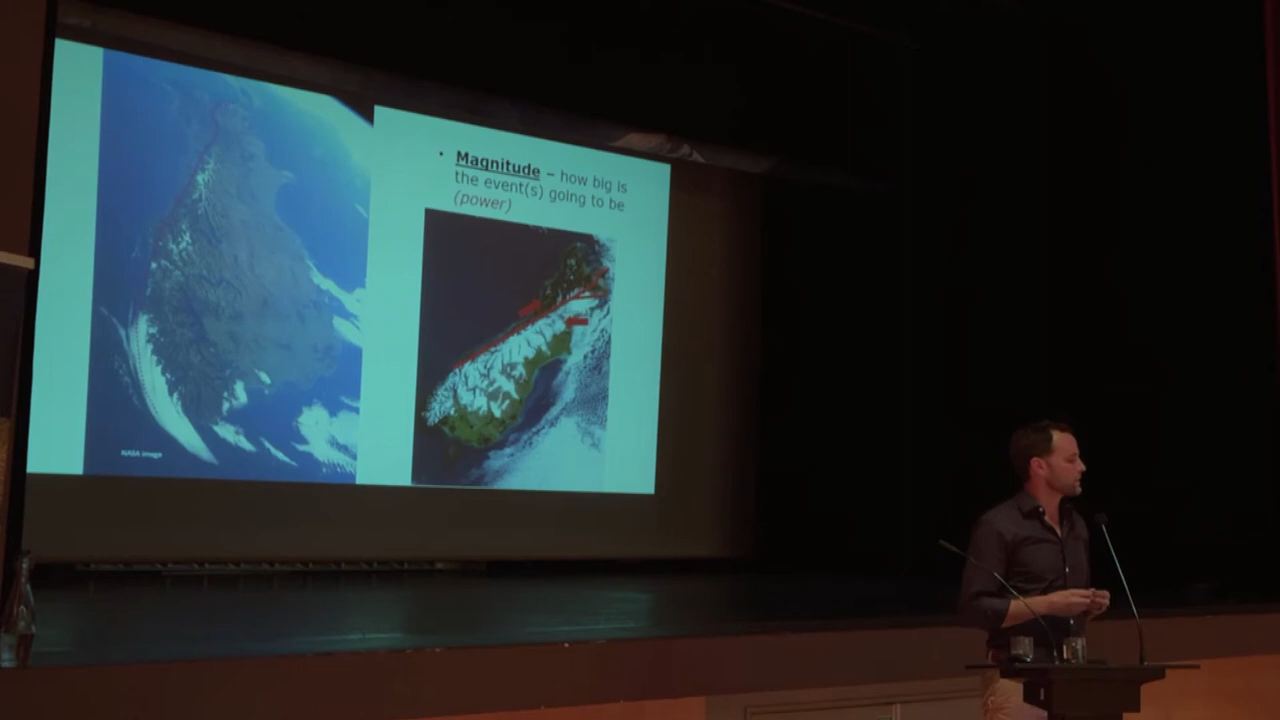 • Magnitude – how big is
the event(s) going to be
(power)
NASA image